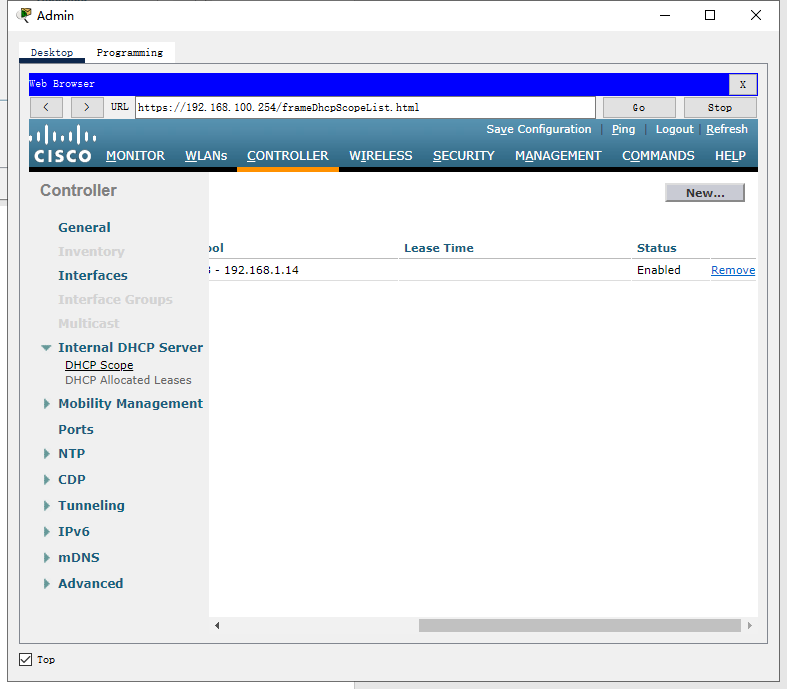 Admin
Desktop Programming
Web Browser X
< > URL https://192.168.100.254/frameDhcpScopeList.html Go Stop
Save Configuration | Ping | Logout | Refresh
CISCO MONITOR WLANs CONTROLLER WIRELESS SECURITY MANAGEMENT COMMANDS HELP
Controller
General
Inventory
Interfaces
Interface Groups
Multicast
Internal DHCP Server
DHCP Scope
DHCP Allocated Leases
Mobility Management
Ports
NTP
CDP
Tunneling
IPv6
mDNS
Advanced
New...
ool Lease Time Status
- 192.168.1.14 Enabled Remove
Top